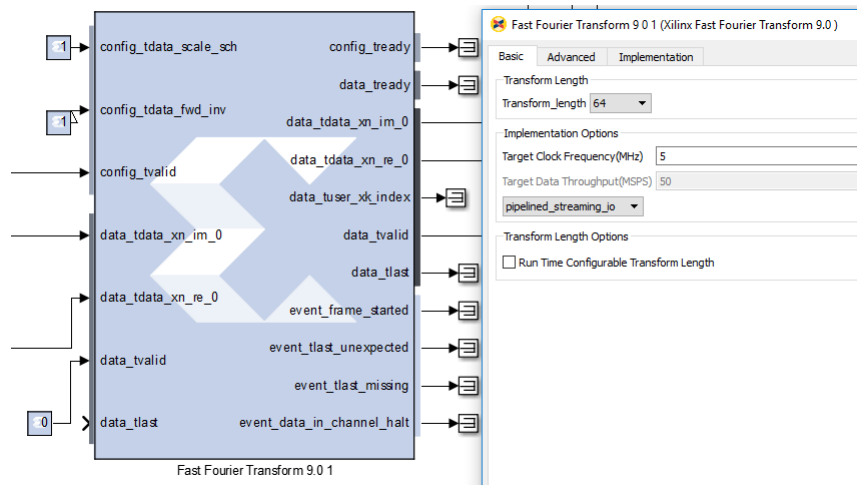 1
config_tdata_scale_sch
config_tready
data_tready
1
config_tdata_fwd_inv
data_tdata_xn_im_0
config_tvalid
data_tdata_xn_re_0
data_tuser_xk_index
data_tdata_xn_im_0
data_tvalid
data_tlast
data_tdata_xn_re_0
event_frame_started
event_tlast_unexpected
data_tvalid
event_tlast_missing
0
data_tlast
event_data_in_channel_halt
Fast Fourier Transform 9.0 1
Fast Fourier Transform 9 0 1 (Xilinx Fast Fourier Transform 9.0 )
Basic Advanced Implementation
Transform Length
Transform_length 64
Implementation Options
Target Clock Frequency(MHz) 5
Target Data Throughput(MSPS) 50
pipelined_streaming_io
Transform Length Options
Run Time Configurable Transform Length